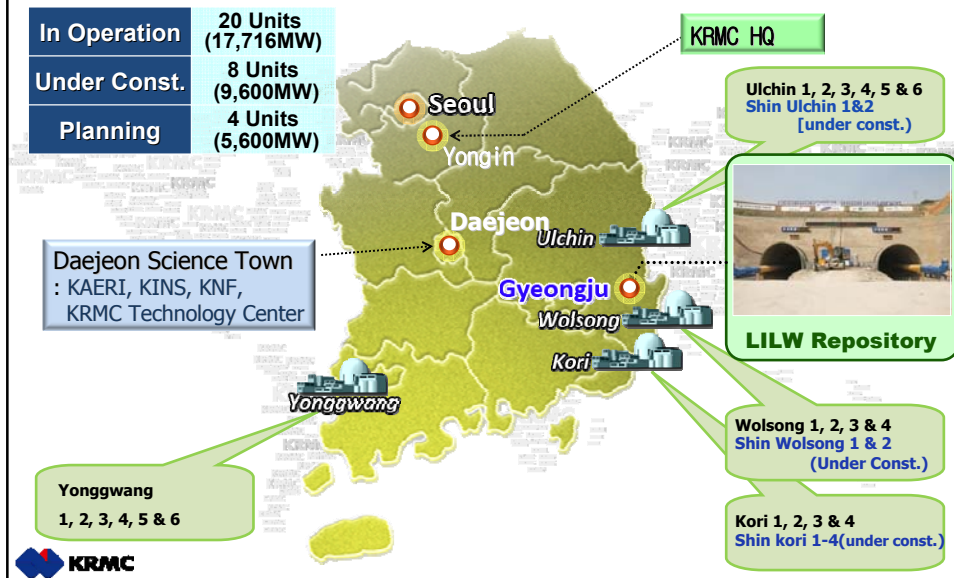 In Operation
20 Units
(17,716MW)
Under Const.
8 Units
(9,600MW)
Planning
4 Units
(5,600MW)
KRMC HQ
Seoul
Yongin
Ulchin 1, 2, 3, 4, 5 & 6
Shin Ulchin 1&2
[under const.)
Daejeon
Ulchin
Daejeon Science Town
: KAERI, KINS, KNF,
KRMC Technology Center
Gyeongju
Wolsong
LILW Repository
Kori
Yonggwang
Wolsong 1, 2, 3 & 4
Shin Wolsong 1 & 2
(Under Const.)
Yonggwang
1, 2, 3, 4, 5 & 6
Kori 1, 2, 3 & 4
Shin kori 1-4(under const.)
KRMC